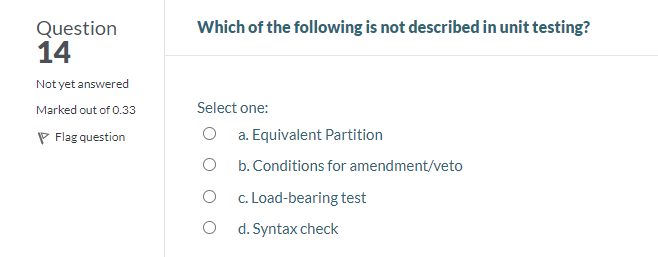 Question
14
Not yet answered
Marked out of 0.33
Flag question
Which of the following is not described in unit testing?
Select one:
a. Equivalent Partition
b. Conditions for amendment/veto
c. Load-bearing test
d. Syntax check